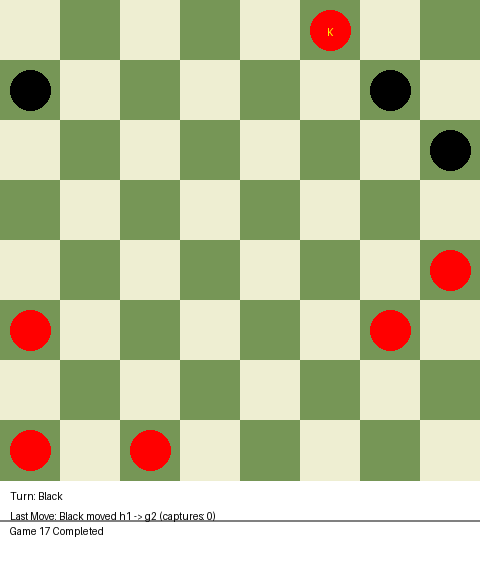 K
Turn: Black
Last Move: Black moved h1 -> g2 (captures: 0)
Game 17 Completed